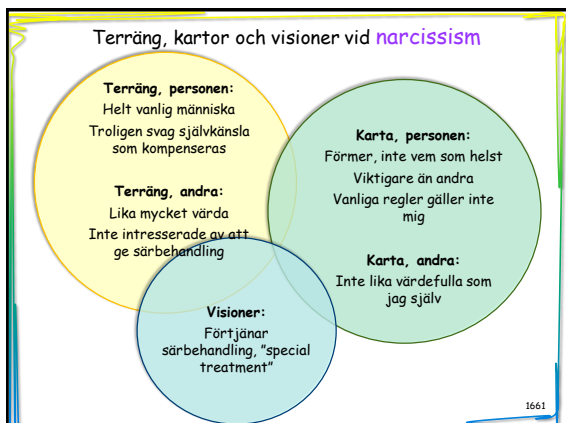 Terräng, kartor och visioner vid narcissism
Terräng, personen:
Helt vanlig människa
Troligen svag självkänsla
som kompenseras
Terräng, andra:
Lika mycket värda
Inte intresserade av att
ge särbehandling
Karta, personen:
Förmer, inte vem som helst
Viktigare än andra
Vanliga regler gäller inte
mig
Karta, andra:
Inte lika värdefulla som
jag själv
Visioner:
Förtjänar
särbehandling, ”special
treatment”
1661